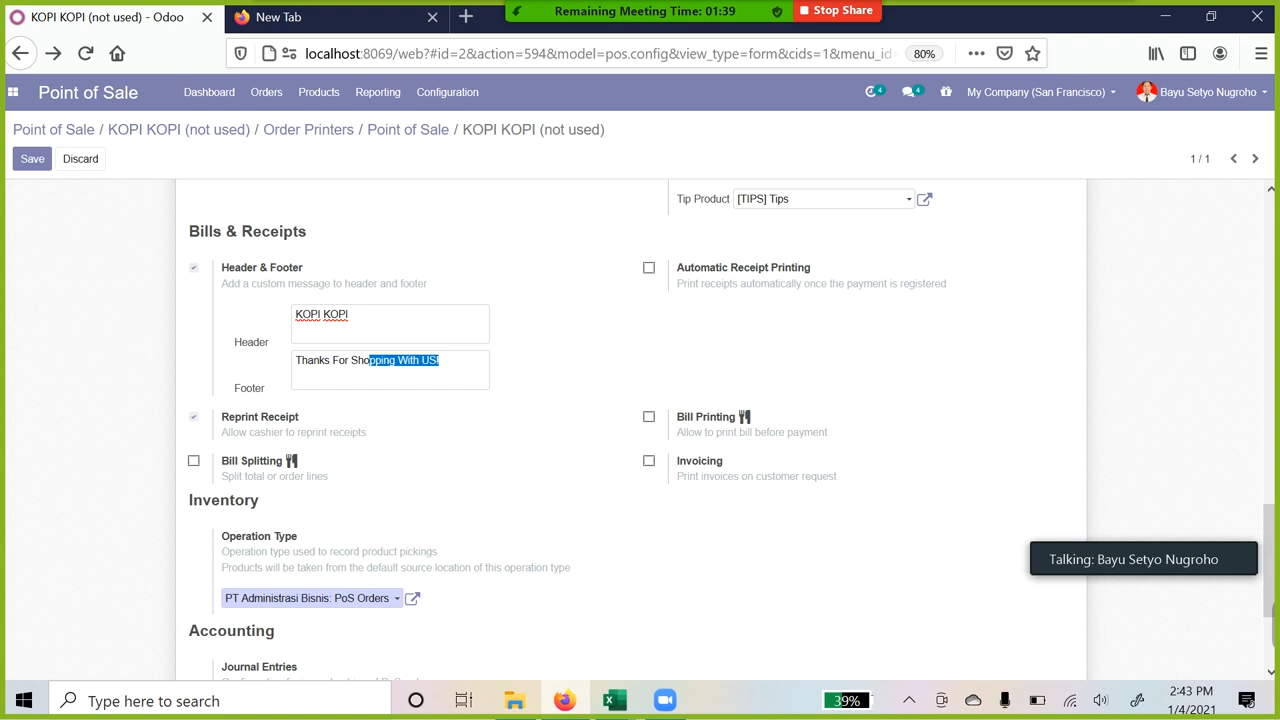 KOPI KOPI (not used) - Odoo
New Tab
Remaining Meeting Time: 01:39
Stop Share
localhost:8069/web?#id=2&action=594&model=pos.config&view_type=form&cids=1&menu_id
80%
Point of Sale
Dashboard
Orders
Products
Reporting
Configuration
4
4
My Company (San Francisco)
Bayu Setyo Nugroho
Point of Sale / KOPI KOPI (not used) / Order Printers / Point of Sale / KOPI KOPI (not used)
Save
Discard
1 / 1
Tip Product
[TIPS] Tips
Bills & Receipts
Header & Footer
Add a custom message to header and footer
KOPI KOPI
Header
Thanks For Shopping With US!
Footer
Automatic Receipt Printing
Print receipts automatically once the payment is registered
Reprint Receipt
Allow cashier to reprint receipts
Bill Printing
Allow to print bill before payment
Bill Splitting
Split total or order lines
Invoicing
Print invoices on customer request
Inventory
Operation Type
Operation type used to record product pickings
Products will be taken from the default source location of this operation type
PT Administrasi Bisnis: PoS Orders
Talking: Bayu Setyo Nugroho
Accounting
Journal Entries
Type here to search
39%
2:43 PM
1/4/2021